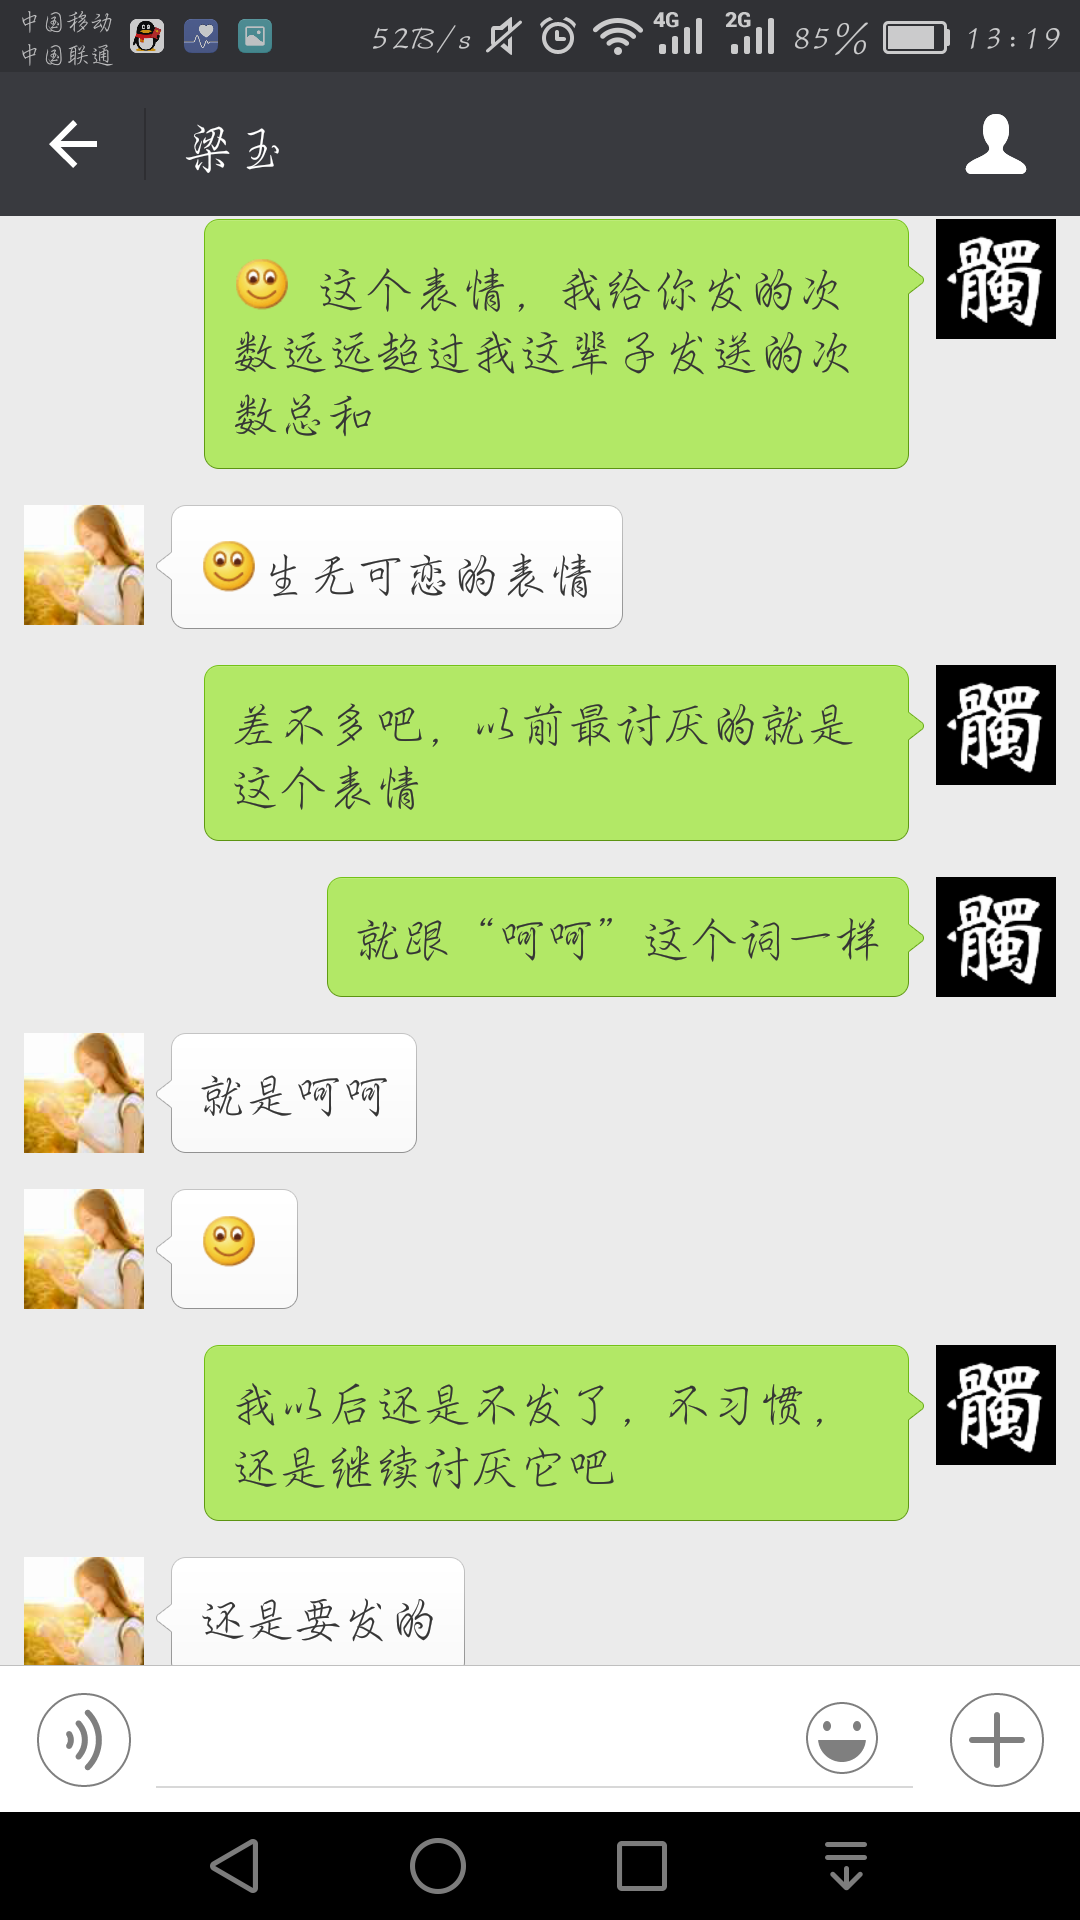 中国移动
中国联通
52B/s
4G
2G
85%
13:19
梁玉
这个表情，我给你发的次
数远远超过我这辈子发送的次
数总和
髑
生无可恋的表情
差不多吧，以前最讨厌的就是
这个表情
髑
就跟“呵呵”这个词一样
髑
就是呵呵
我以后还是不发了，不习惯，
还是继续讨厌它吧
髑
还是要发的